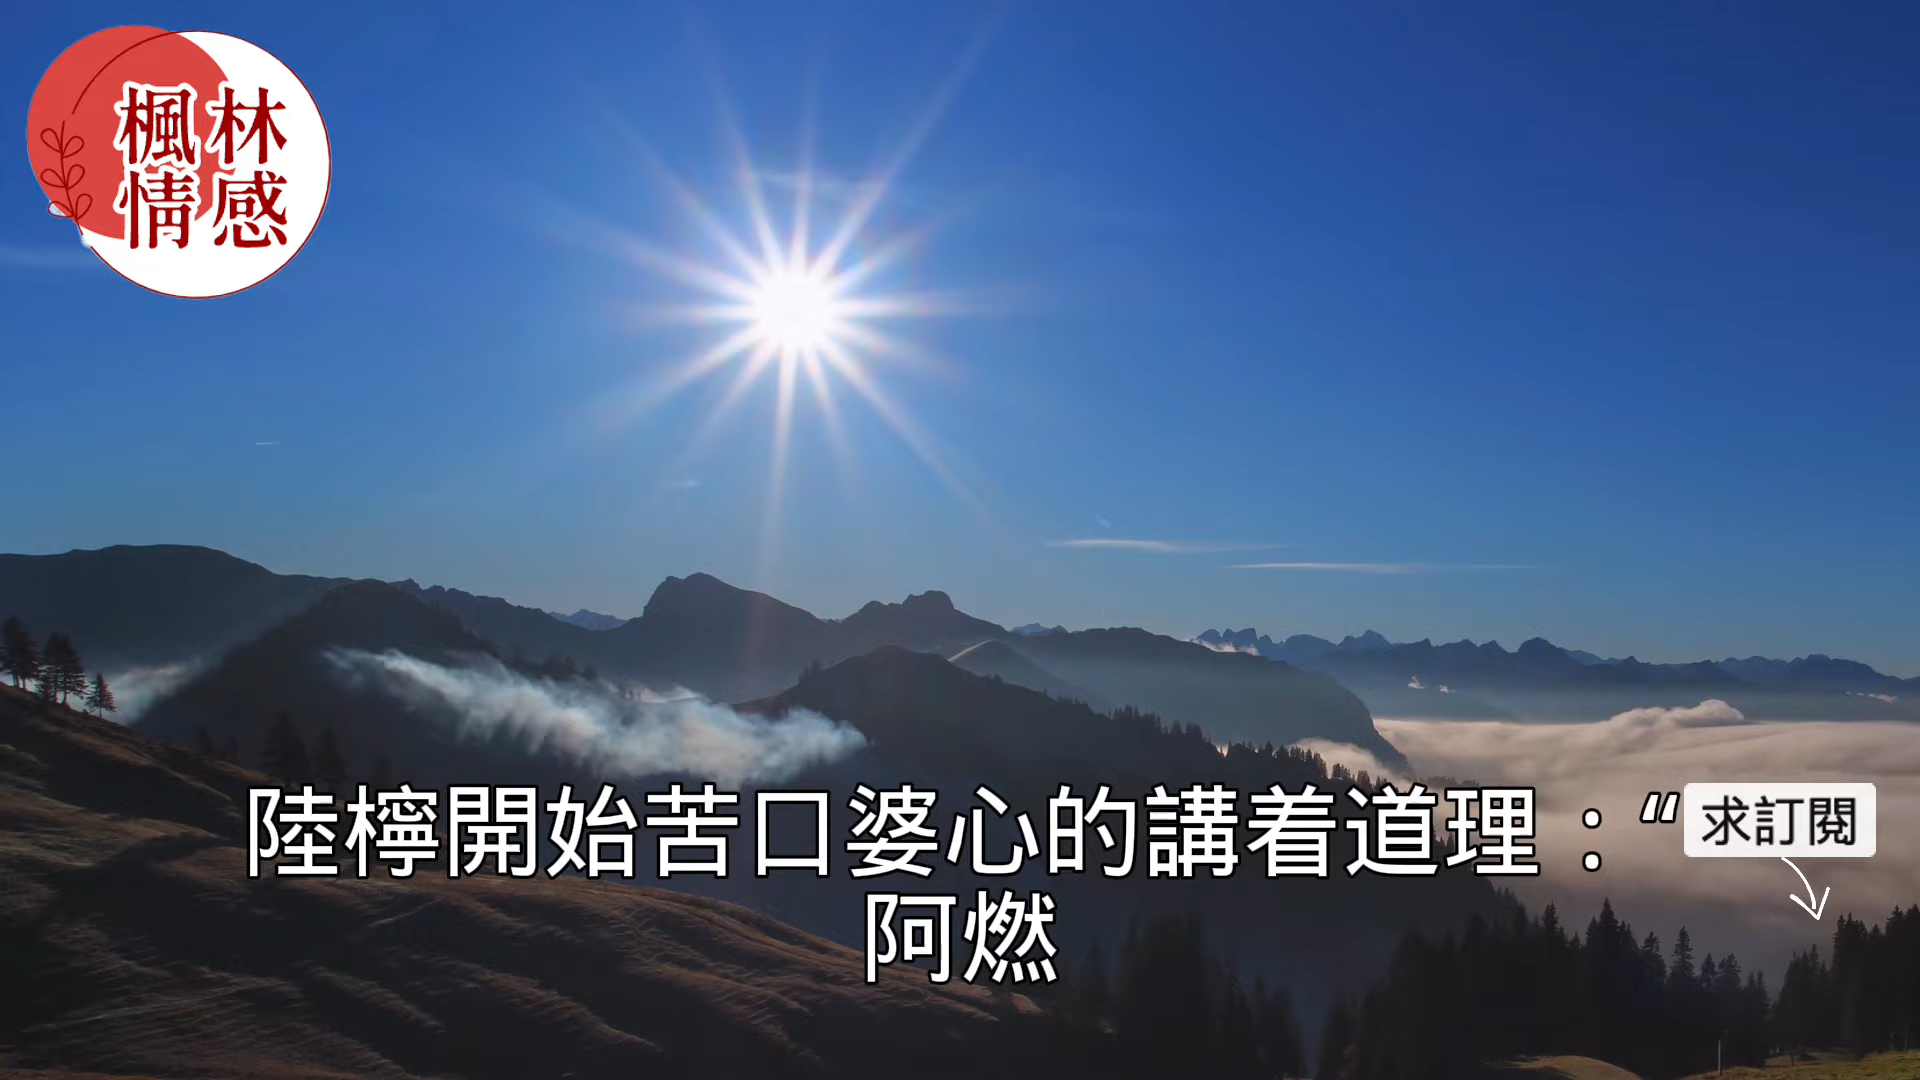 楓林
情感
陸檸開始苦口婆心的講着道理：“
求訂閱
阿燃